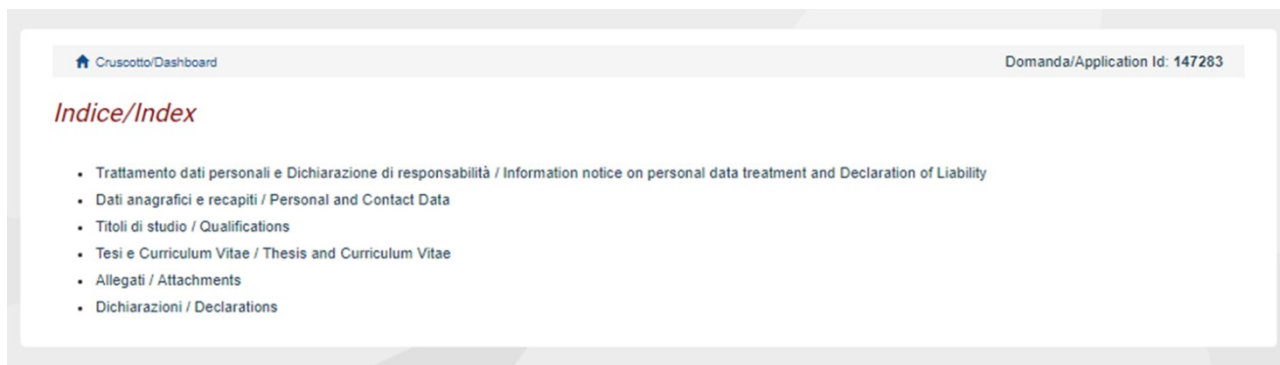 Cruscotto/Dashboard Domanda/Application Id: 147283
Indice/Index
Trattamento dati personali e Dichiarazione di responsabilità / Information notice on personal data treatment and Declaration of Liability
Dati anagrafici e recapiti / Personal and Contact Data
Titoli di studio / Qualifications
Tesi e Curriculum Vitae / Thesis and Curriculum Vitae
Allegati / Attachments
Dichiarazioni / Declarations